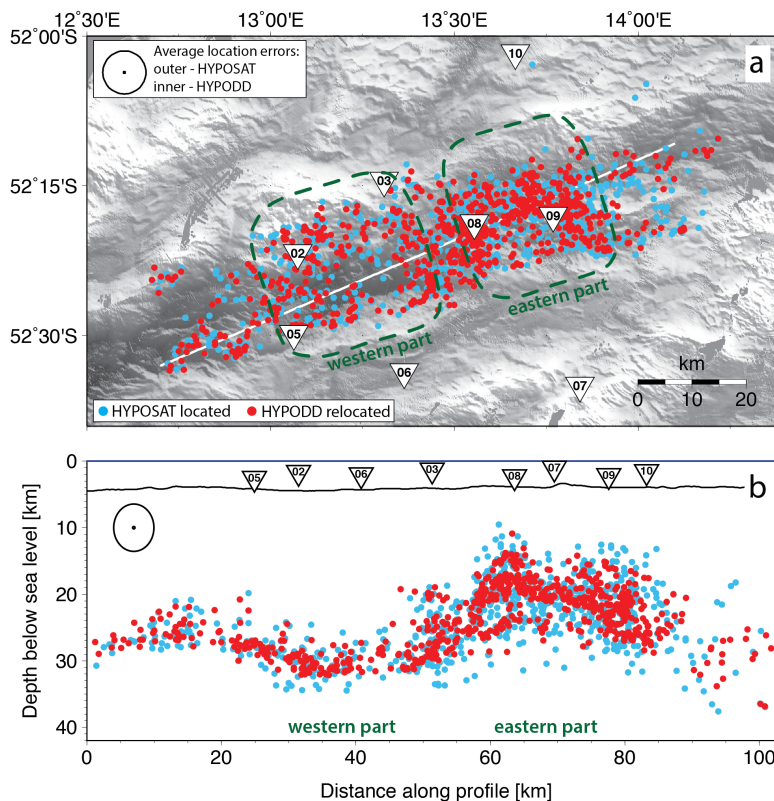 12°30'E 13°00'E 13°30'E 14°00'E
52°00'S
Average location errors:
outer - HYPOSAT
inner - HYPODD
10
a
52°15'S
03
08
09
02
eastern part
52°30'S
05
western part
06
07
km
0 10 20
HYPOSAT located HYPODD relocated
0
05 02 06 03 08 07 09 10
b
10
20
30
40
western part eastern part
0 20 40 60 80 100
Depth below sea level [km]
Distance along profile [km]